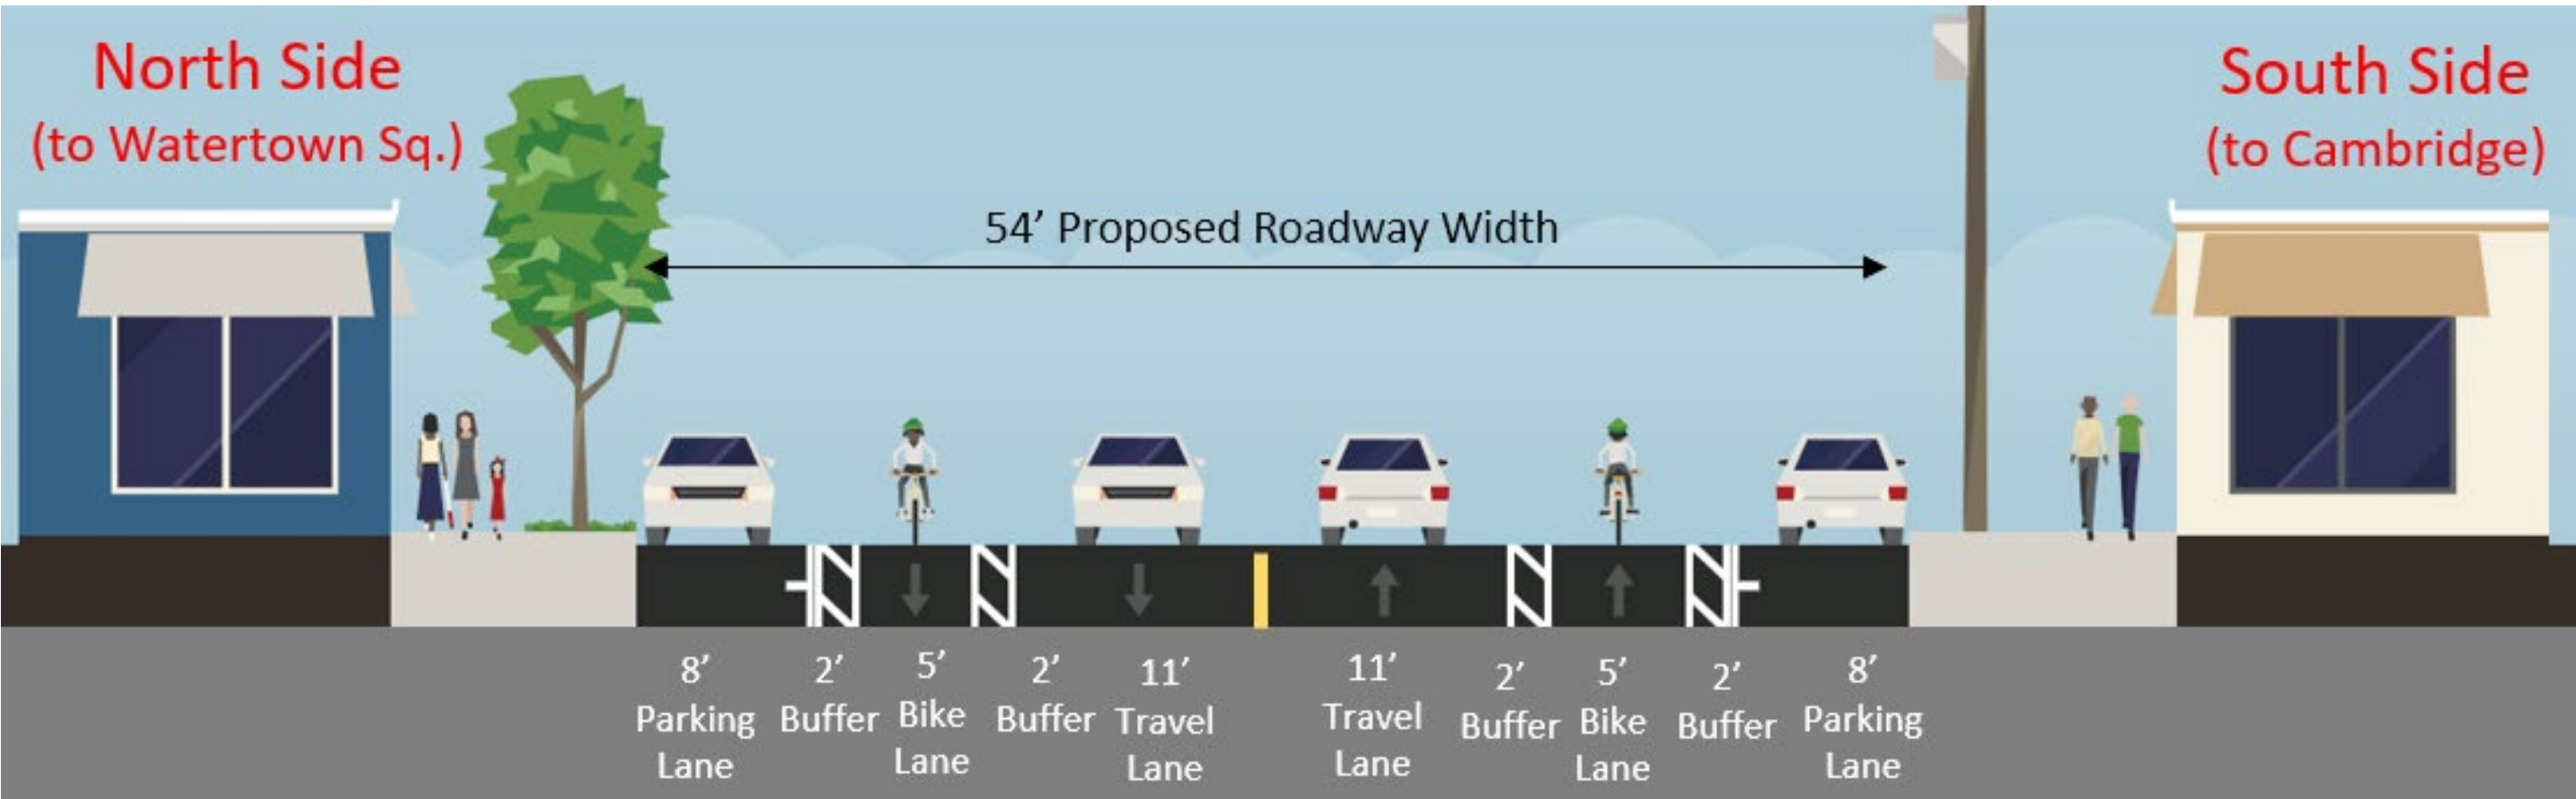 North Side
(to Watertown Sq.)
South Side
(to Cambridge)
54’ Proposed Roadway Width
8’
Parking
Lane
2’
Buffer
5’
Bike
Lane
2’
Buffer
11’
Travel
Lane
11’
Travel
Lane
2’
Buffer
5’
Bike
Lane
2’
Buffer
8’
Parking
Lane